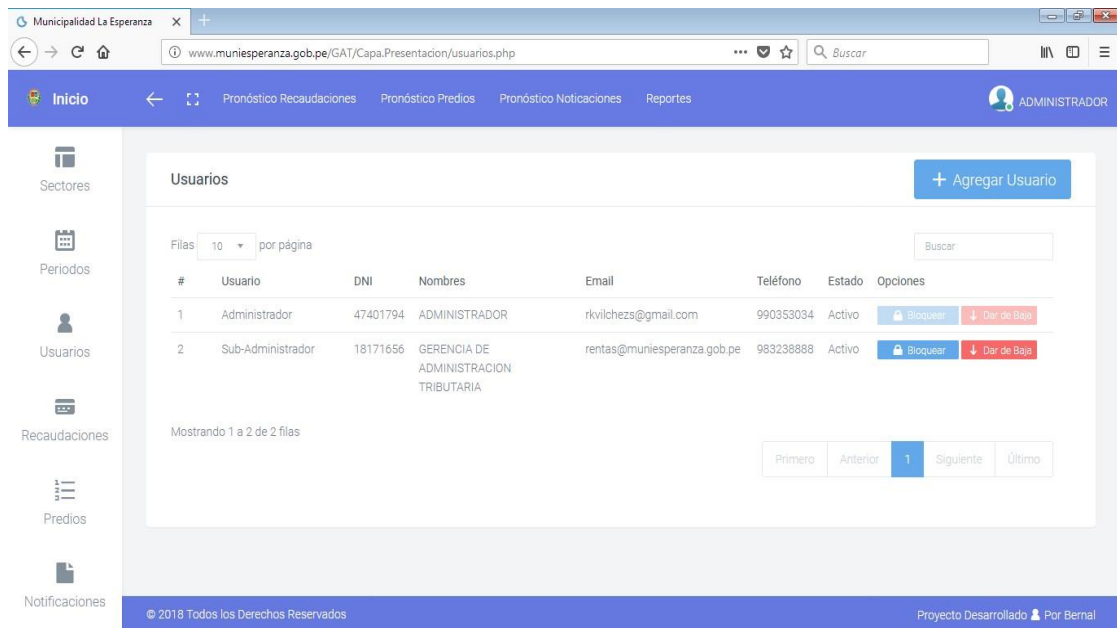 Municipalidad La Esperanza
www.muniesperanza.gob.pe/GAT/Capa.Presentacion/usuarios.php
Buscar
Inicio
Pronóstico Recaudaciones Pronóstico Predios Pronóstico Noticaciones Reportes
ADMINISTRADOR
Sectores
Periodos
Usuarios
Recaudaciones
Predios
Notificaciones
Usuarios
+ Agregar Usuario
Filas 10 por página
Buscar
# Usuario DNI Nombres Email Teléfono Estado Opciones
1 Administrador 47401794 ADMINISTRADOR rkvilchezs@gmail.com 990353034 Activo Bloquear Dar de Baja
2 Sub-Administrador 18171656 GERENCIA DE rentas@muniesperanza.gob.pe 983238888 Activo Bloquear Dar de Baja
ADMINISTRACION
TRIBUTARIA
Mostrando 1 a 2 de 2 filas
Primero Anterior 1 Siguiente Último
© 2018 Todos los Derechos Reservados
Proyecto Desarrollado Por Bernal